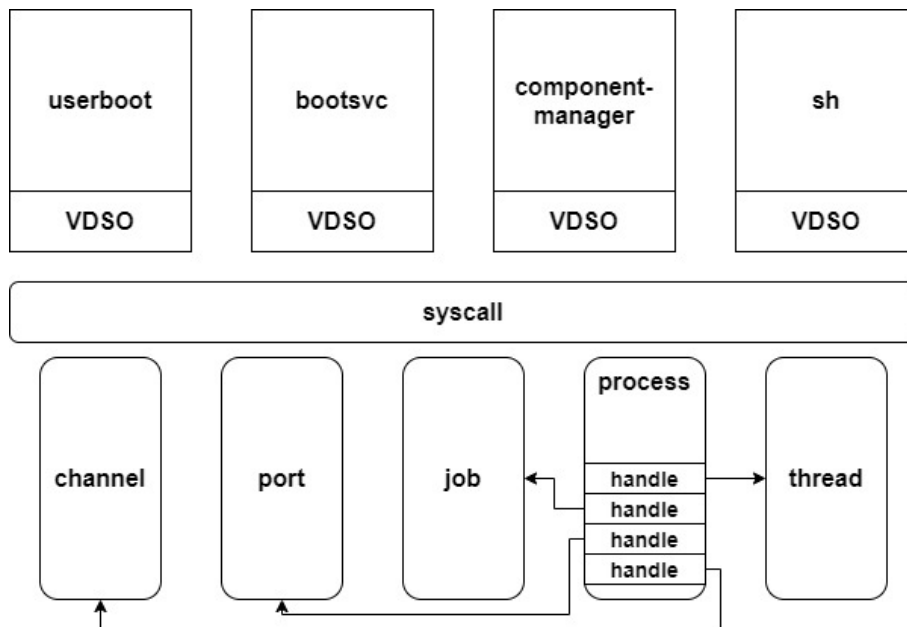 userboot
bootsvc
component-
manager
sh
VDSO
VDSO
VDSO
VDSO
syscall
channel
port
job
process
handle
handle
handle
handle
thread